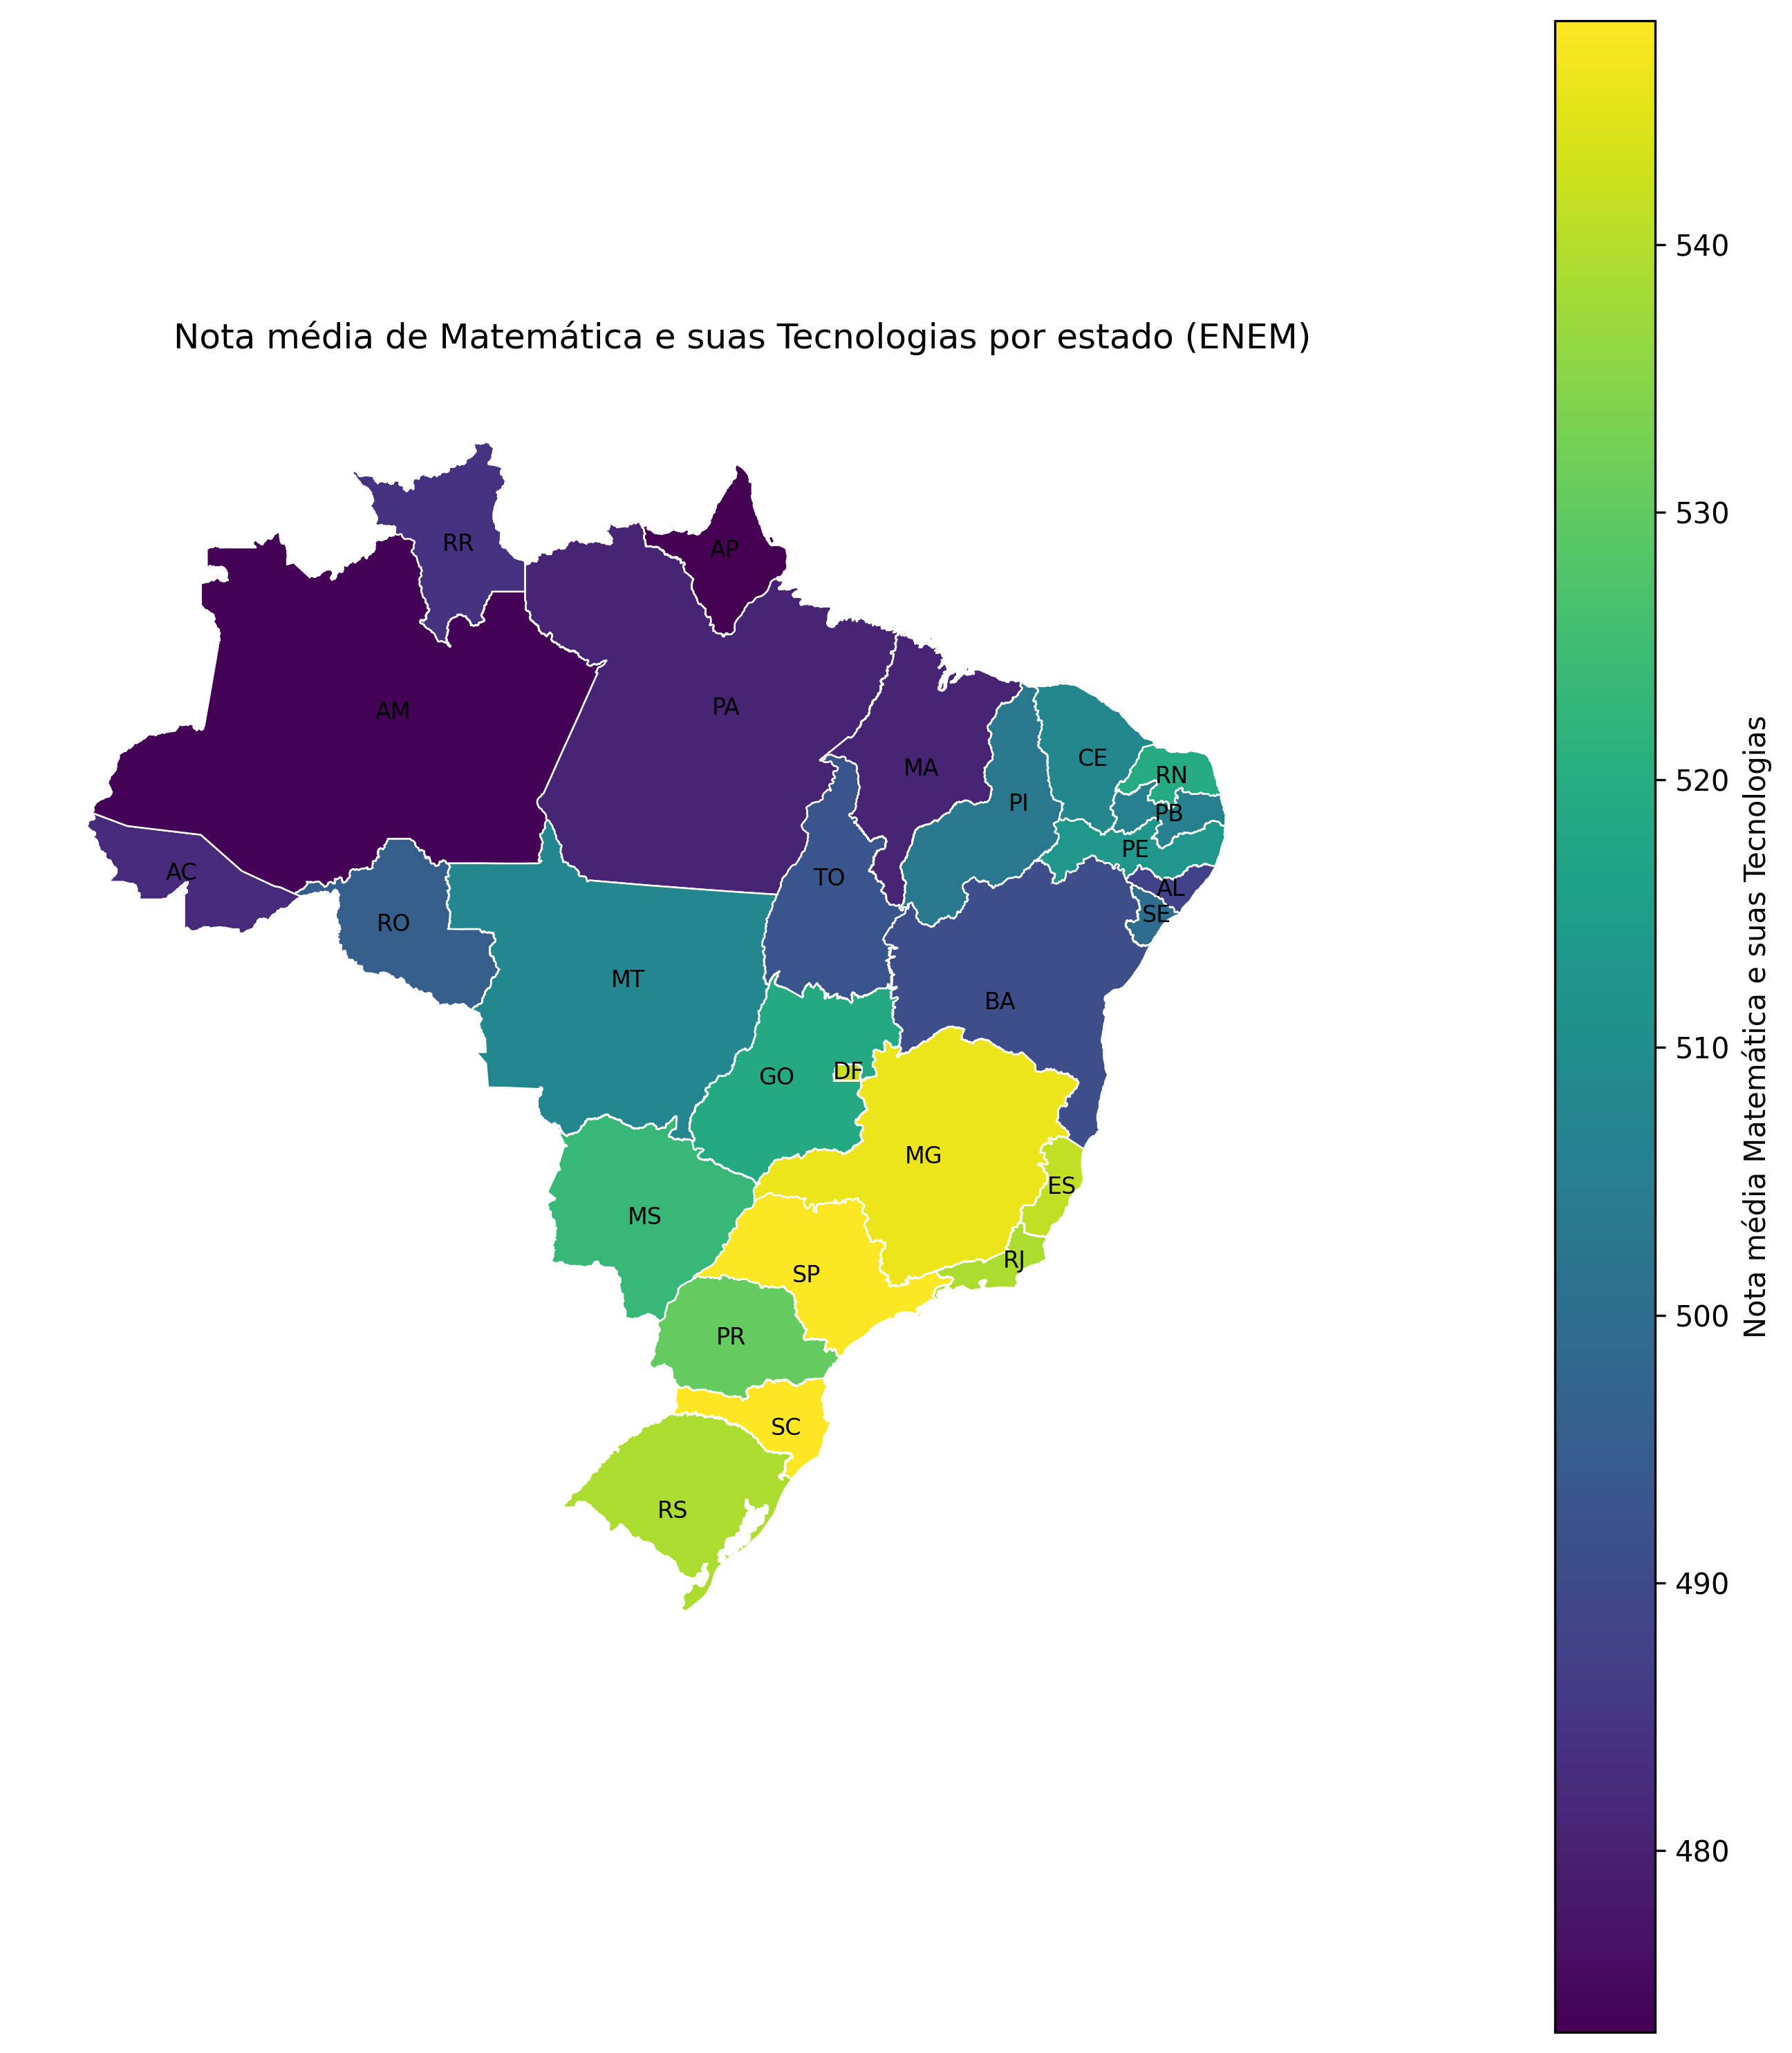 Nota média de Matemática e suas Tecnologias por estado (ENEM)
RR
AP
AM
PA
MA
CE
RN
PI
PB
PE
AC
TO
AL
SE
RO
MT
BA
DF
GO
MG
ES
MS
RJ
SP
PR
SC
RS
540
530
520
510
500
490
480
Nota média Matemática e suas Tecnologias